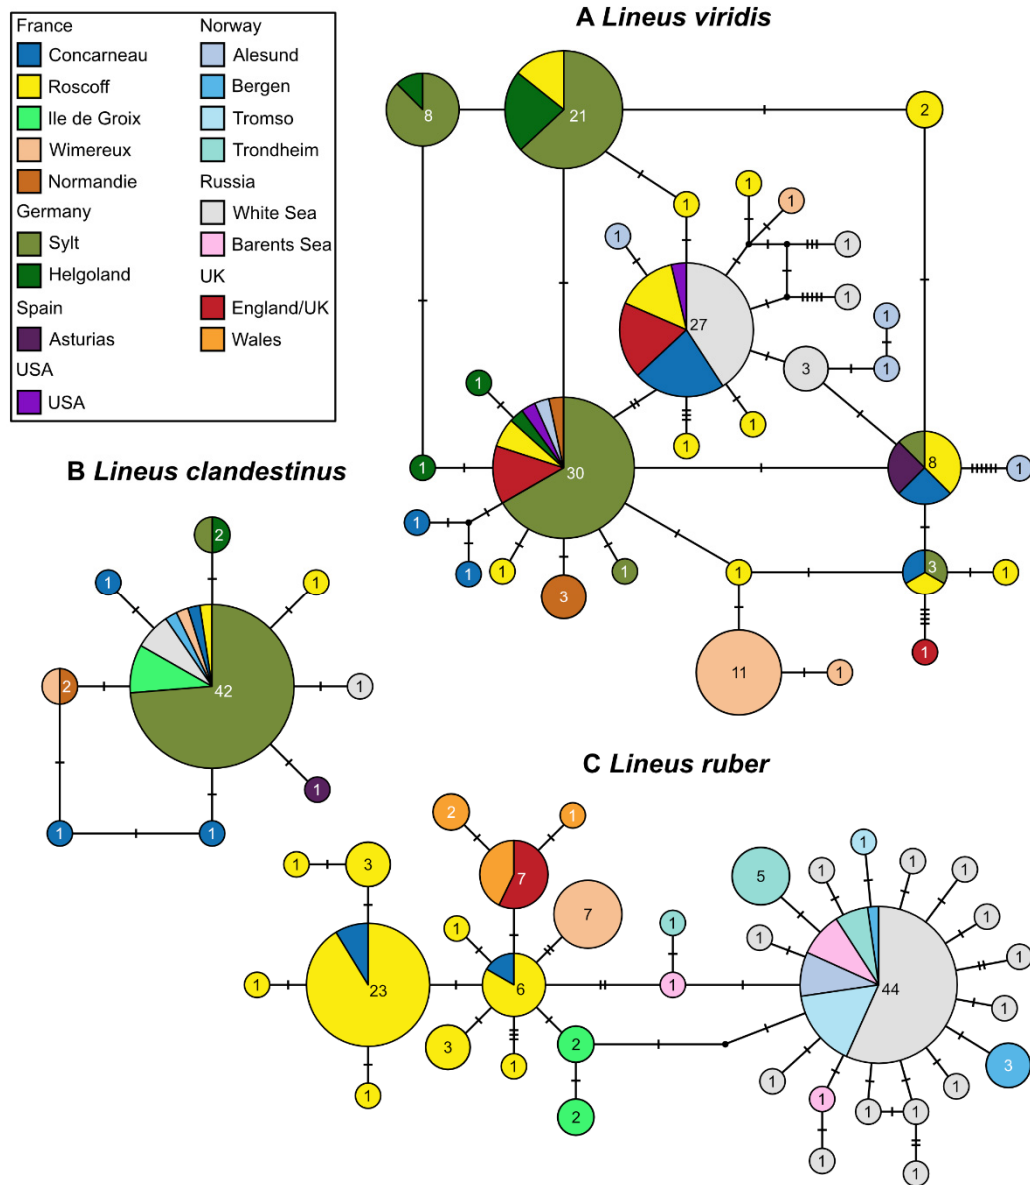 A Lineus viridis
France
Concarneau
Roscoff
Ile de Groix
Wimereux
Normandie
Germany
Sylt
Helgoland
Spain
Asturias
USA
USA
Norway
Alesund
Bergen
Tromso
Trondheim
Russia
White Sea
Barents Sea
UK
England/UK
Wales
8
21
2
1
1
1
1
1
1
27
1
1
3
1
1
1
1
30
8
1
1
1
1
3
1
1
3
1
1
11
1
B Lineus clandestinus
2
1
1
42
2
1
1
1
1
C Lineus ruber
2
1
1
3
7
7
1
23
1
6
3
1
1
2
2
1
1
5
1
1
1
1
1
1
1
1
44
3
1
1
1
1
1
1
1
1